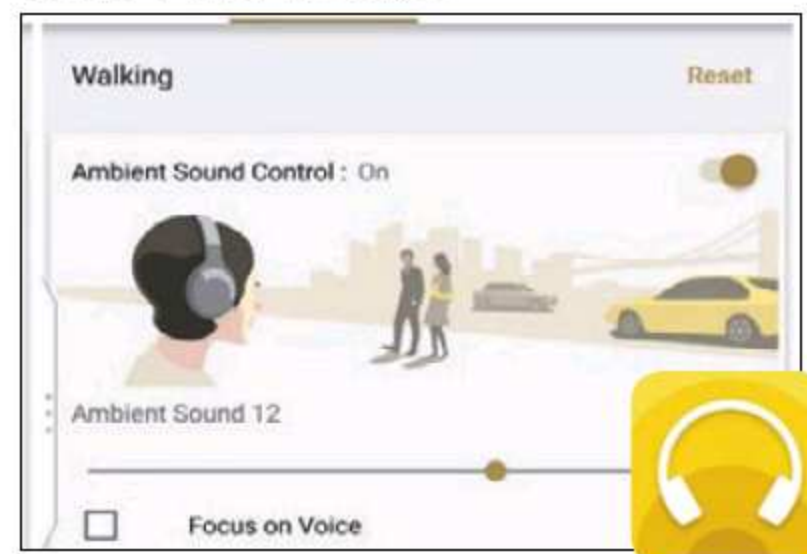 Walking Reset
Ambient Sound Control : On
Ambient Sound 12
Focus on Voice